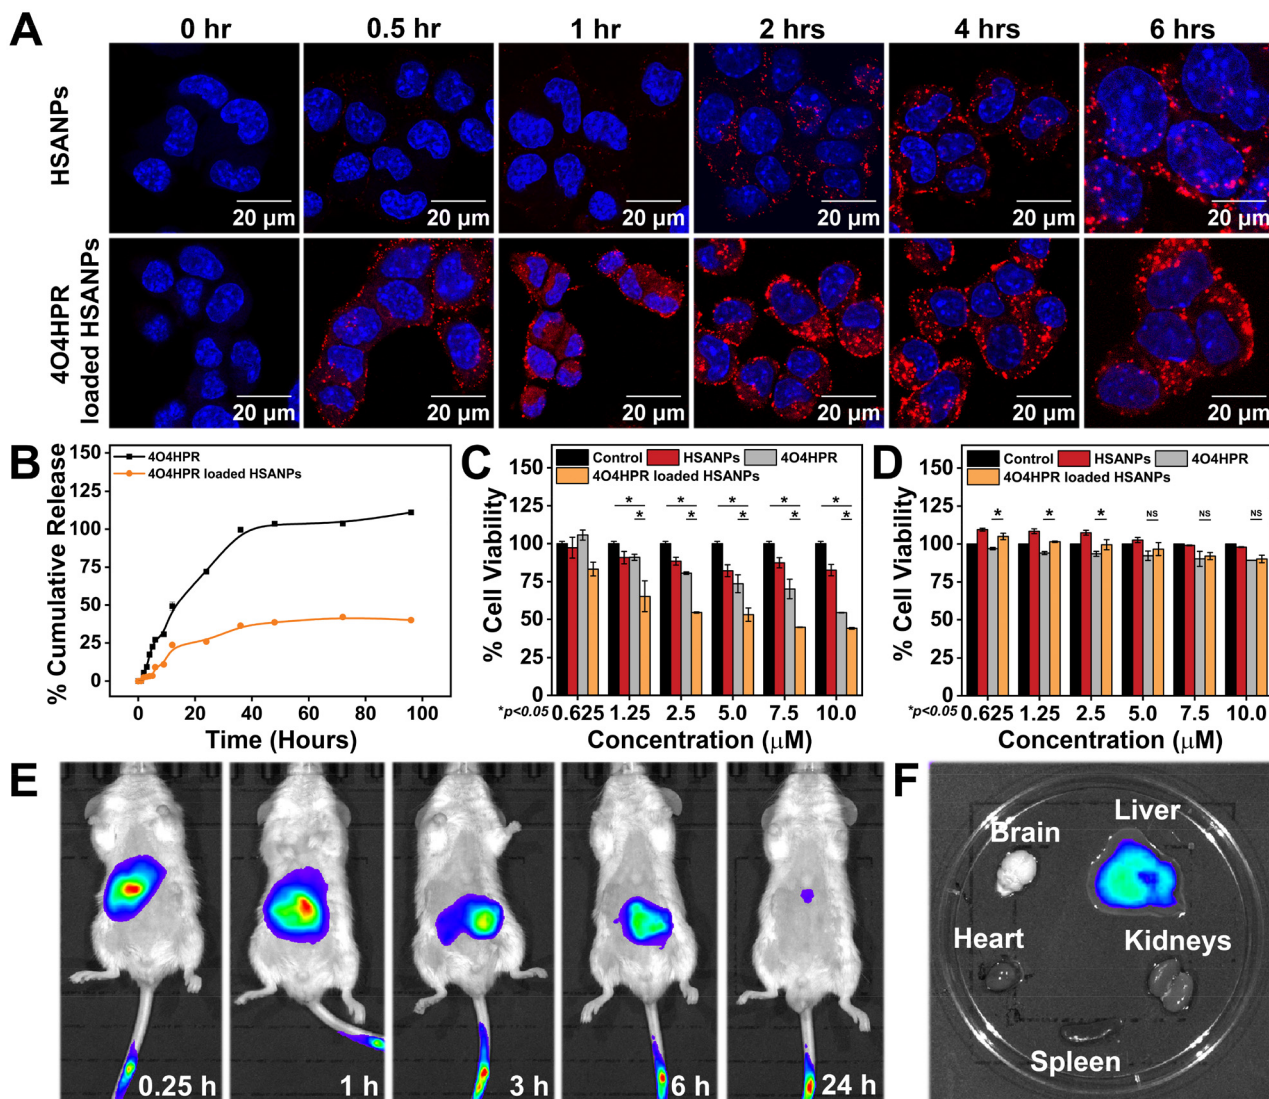 A
0 hr
0.5 hr
1 hr
2 hrs
4 hrs
6 hrs
HSANPs
20 µm
20 µm
20 µm
20 µm
20 µm
20 µm
4O4HPR
loaded HSANPs
20 µm
20 µm
20 µm
20 µm
20 µm
20 µm
B
4O4HPR
4O4HPR loaded HSANPs
% Cumulative Release
150
125
100
75
50
25
0
0 20 40 60 80 100
Time (Hours)
C
Control HSANPs 4O4HPR
4O4HPR loaded HSANPs
% Cell Viability
150
125
100
75
50
25
0
* * * * *
* * * * *
*p<0.05
0.625 1.25 2.5 5.0 7.5 10.0
Concentration (µM)
D
Control HSANPs 4O4HPR
4O4HPR loaded HSANPs
% Cell Viability
150
125
100
75
50
25
0
* * * NS NS NS
*p<0.05
0.625 1.25 2.5 5.0 7.5 10.0
Concentration (µM)
E
0.25 h
1 h
3 h
6 h
24 h
F
Brain
Liver
Heart
Kidneys
Spleen